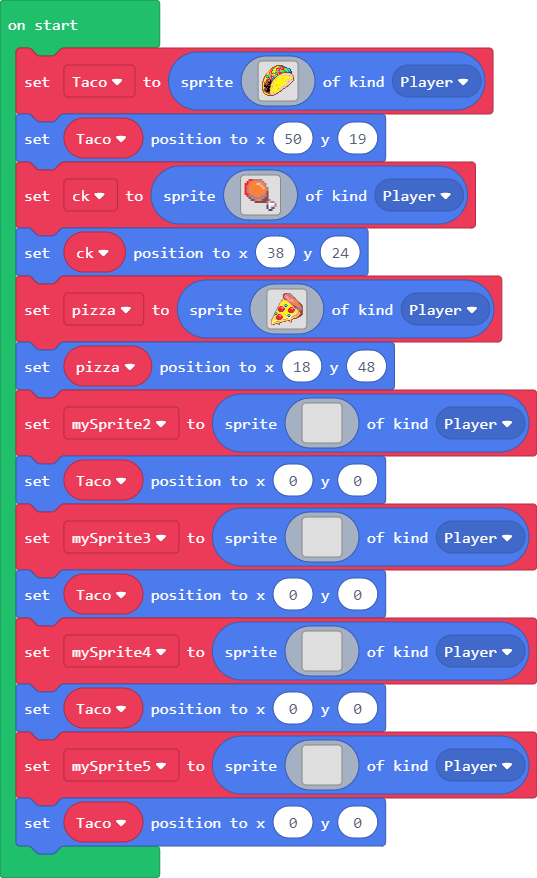 on start
set Taco to sprite of kind Player
set Taco position to x 50 y 19
set ck to sprite of kind Player
set ck position to x 38 y 24
set pizza to sprite of kind Player
set pizza position to x 18 y 48
set mySprite2 to sprite of kind Player
set Taco position to x 0 y 0
set mySprite3 to sprite of kind Player
set Taco position to x 0 y 0
set mySprite4 to sprite of kind Player
set Taco position to x 0 y 0
set mySprite5 to sprite of kind Player
set Taco position to x 0 y 0